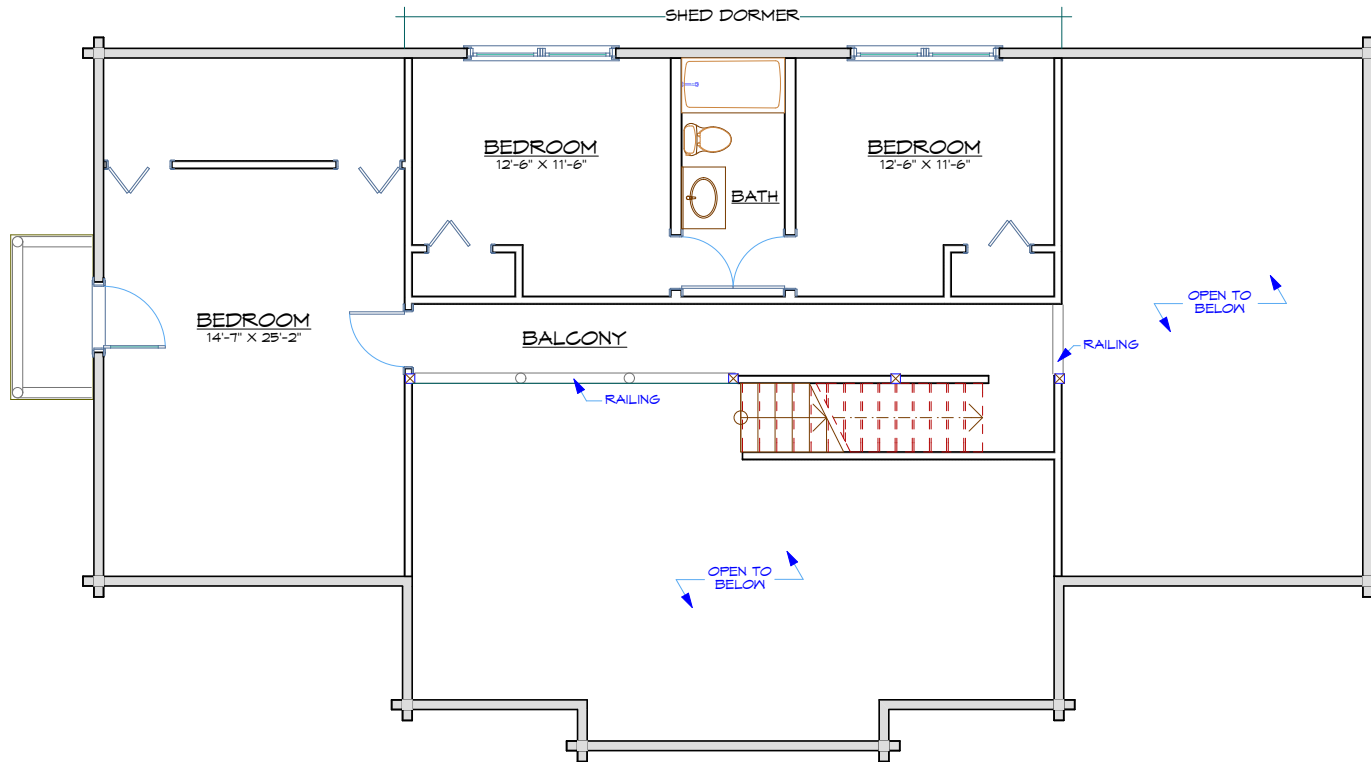 SHED DORMER
BEDROOM
12'-6" X 11'-6"
BEDROOM
12'-6" X 11'-6"
BATH
BEDROOM
14'-7" X 25'-2"
BALCONY
OPEN TO
BELOW
RAILING
RAILING
OPEN TO
BELOW